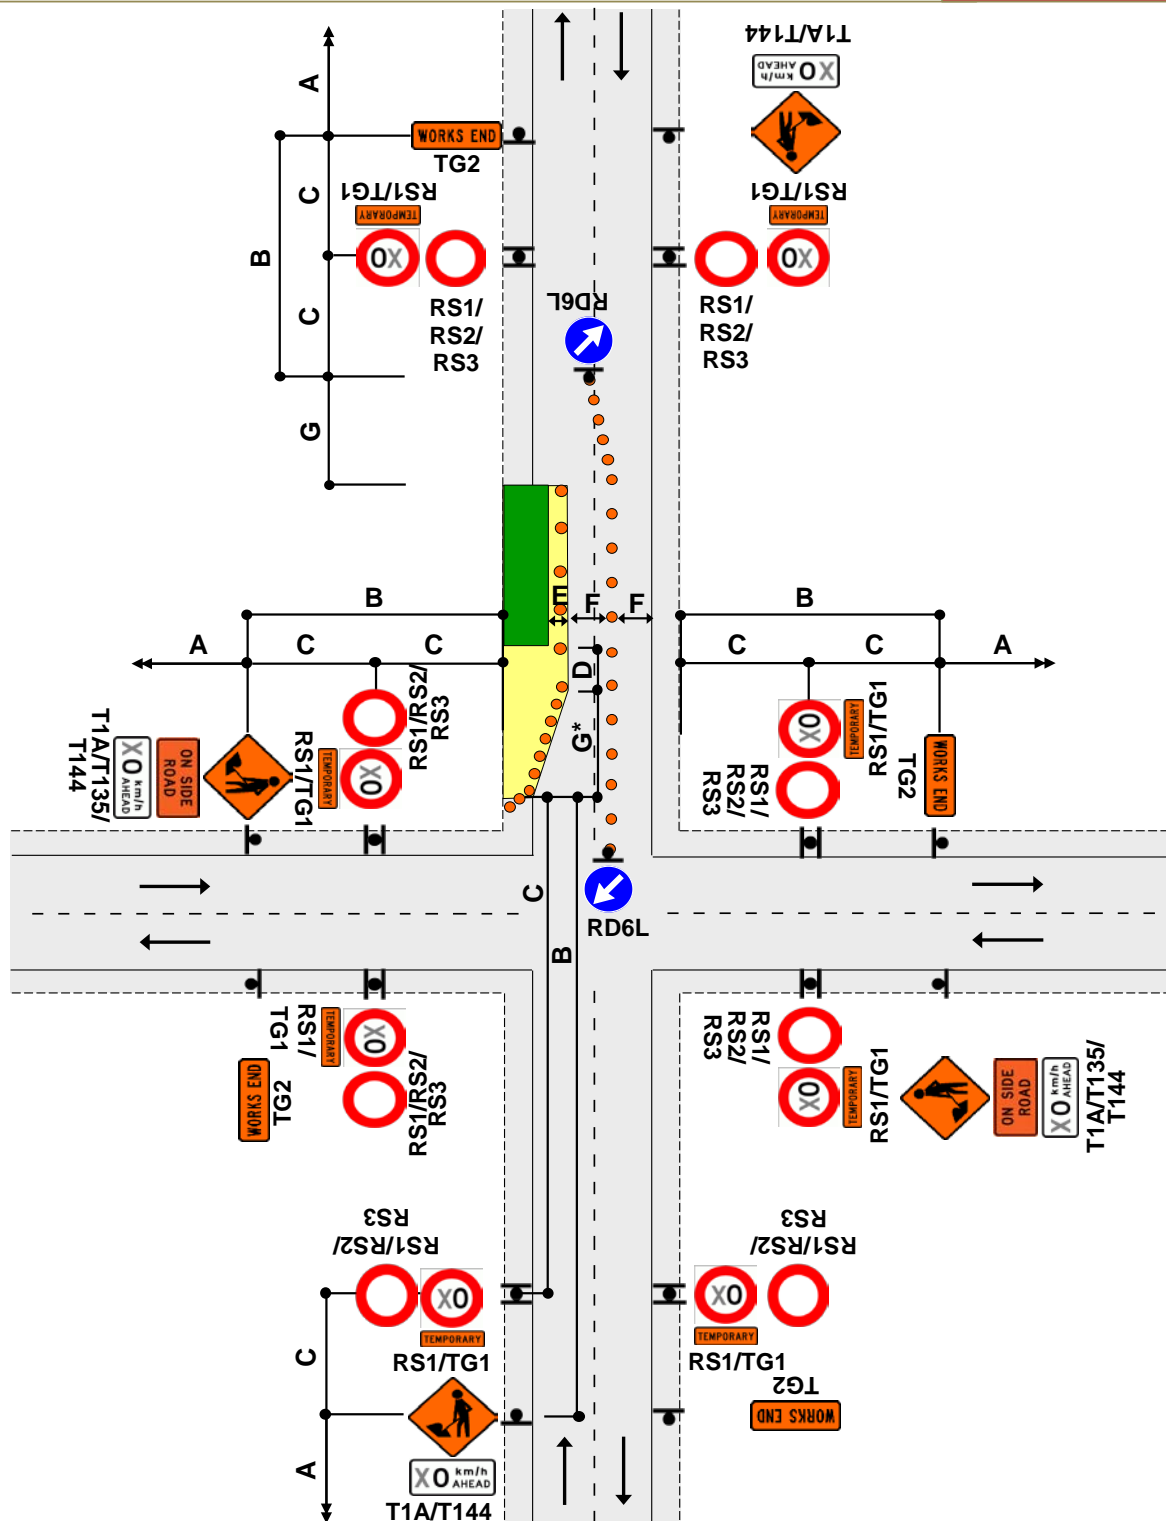 T1A/T144
X0 km/h AHEAD
A
WORKS END
TG2
C
RS1/TG1
TEMPORARY
RS1/TG1
TEMPORARY
B
X0
X0
RD6L
RS1/
RS2/
RS3
RS1/
RS2/
RS3
C
G
B
E
F
F
B
A
C
C
C
C
A
D
RS1/RS2/
RS3
TEMPORARY
RS1/TG1
X0
G*
T1A/T135/
T144
X0 km/h AHEAD
ON SIDE
ROAD
RS1/TG1
TEMPORARY
X0
RS1/
RS2/
RS3
TG2
WORKS END
C
RD6L
B
RS1/
TG1
TEMPORARY
X0
RS1/
RS2/
RS3
WORKS END
TG2
RS1/RS2/
RS3
X0
TEMPORARY
RS1/TG1
ON SIDE
ROAD
X0 km/h AHEAD
T1A/T135/
T144
RS1/RS2/
RS3
RS1/RS2/
RS3
X0
X0
TEMPORARY
TEMPORARY
C
RS1/TG1
RS1/TG1
TG2
WORKS END
A
X0 km/h AHEAD
T1A/T144